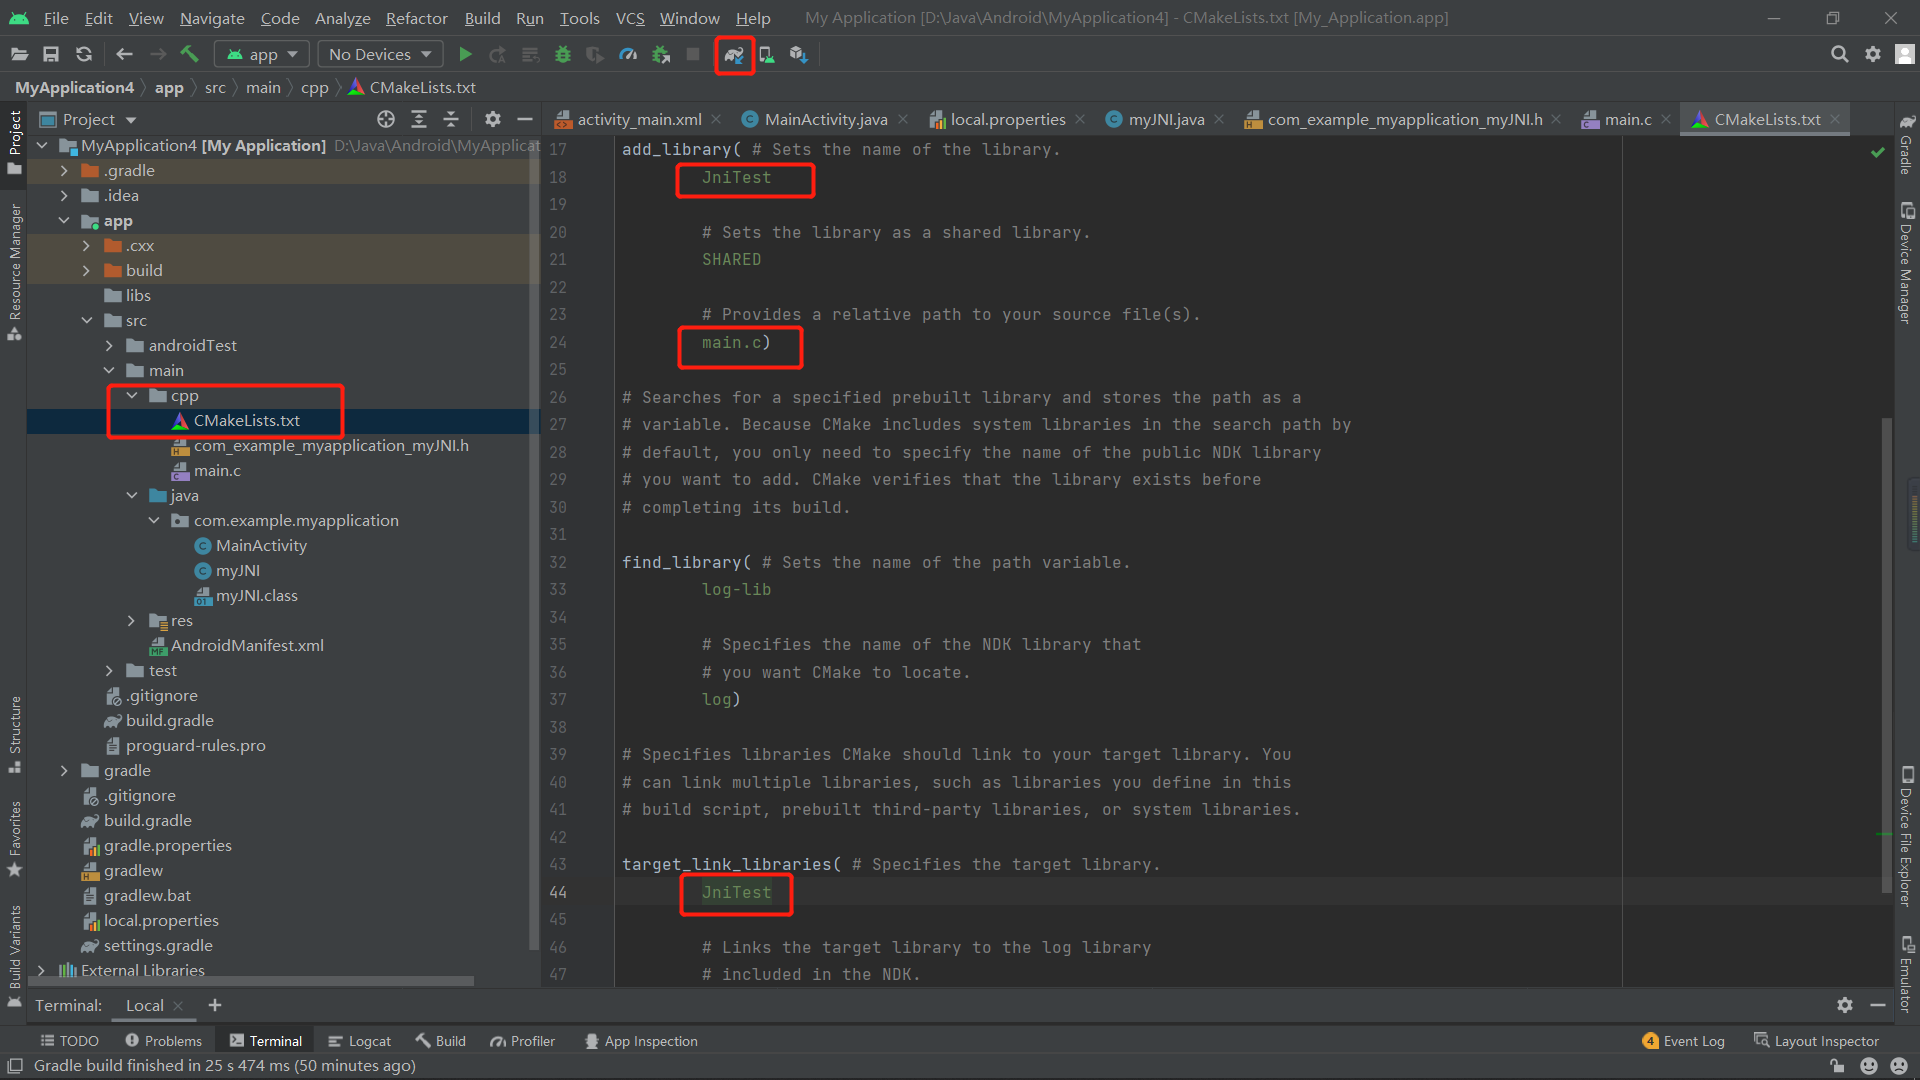 File Edit View Navigate Code Analyze Refactor Build Run Tools VCS Window Help My Application [D:\Java\Android\MyApplication4] - CMakeLists.txt [My_Application.app]
app No Devices
MyApplication4 app src main cpp CMakeLists.txt
Project
activity_main.xml MainActivity.java local.properties myJNI.java com_example_myapplication_myJNI.h main.c CMakeLists.txt
MyApplication4 [My Application] D:\Java\Android\MyApplicat
.gradle
.idea
app
.cxx
build
libs
src
androidTest
main
cpp
CMakeLists.txt
com_example_myapplication_myJNI.h
main.c
java
com.example.myapplication
MainActivity
myJNI
myJNI.class
res
AndroidManifest.xml
test
.gitignore
build.gradle
proguard-rules.pro
gradle
.gitignore
build.gradle
gradle.properties
gradlew
gradlew.bat
local.properties
settings.gradle
External Libraries
17 add_library( # Sets the name of the library.
18 JniTest
19
20 # Sets the library as a shared library.
21 SHARED
22
23 # Provides a relative path to your source file(s).
24 main.c)
25
26 # Searches for a specified prebuilt library and stores the path as a
27 # variable. Because CMake includes system libraries in the search path by
28 # default, you only need to specify the name of the public NDK library
29 # you want to add. CMake verifies that the library exists before
30 # completing its build.
31
32 find_library( # Sets the name of the path variable.
33 log-lib
34
35 # Specifies the name of the NDK library that
36 # you want CMake to locate.
37 log)
38
39 # Specifies libraries CMake should link to your target library. You
40 # can link multiple libraries, such as libraries you define in this
41 # build script, prebuilt third-party libraries, or system libraries.
42
43 target_link_libraries( # Specifies the target library.
44 JniTest
45
46 # Links the target library to the log library
47 # included in the NDK.
Project
Resource Manager
Structure
Favorites
Build Variants
Gradle
Device Manager
Device File Explorer
Emulator
Terminal: Local
TODO Problems Terminal Logcat Build Profiler App Inspection 4 Event Log Layout Inspector
Gradle build finished in 25 s 474 ms (50 minutes ago)